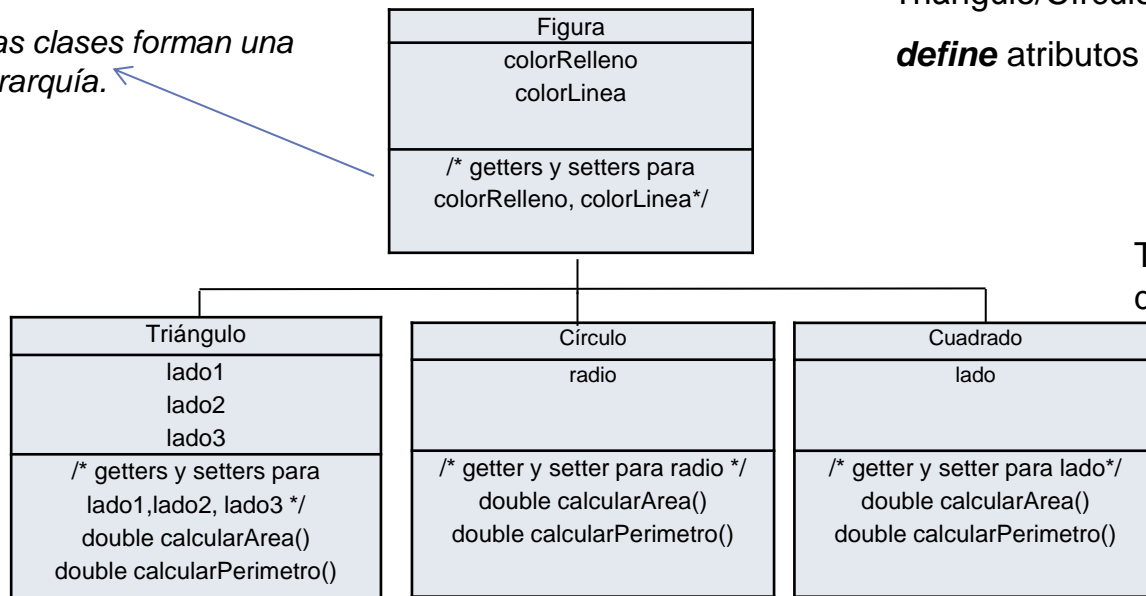 as clases forman una
rarquía.
Figura
colorRelleno
colorLinea
/* getters y setters para
colorRelleno, colorLinea*/
define atributos
Triángulo
lado1
lado2
lado3
/* getters y setters para
lado1,lado2, lado3 */
double calcularArea()
double calcularPerimetro()
Círculo
radio
/* getter y setter para radio */
double calcularArea()
double calcularPerimetro()
Cuadrado
lado
/* getter y setter para lado*/
double calcularArea()
double calcularPerimetro()